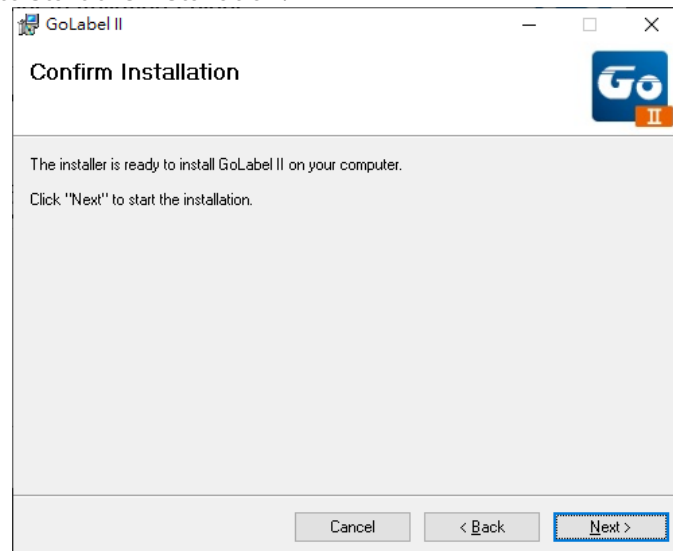 GoLabel II
Confirm Installation
Go
II
The installer is ready to install GoLabel II on your computer.
Click "Next" to start the installation.
Cancel
< Back
Next >